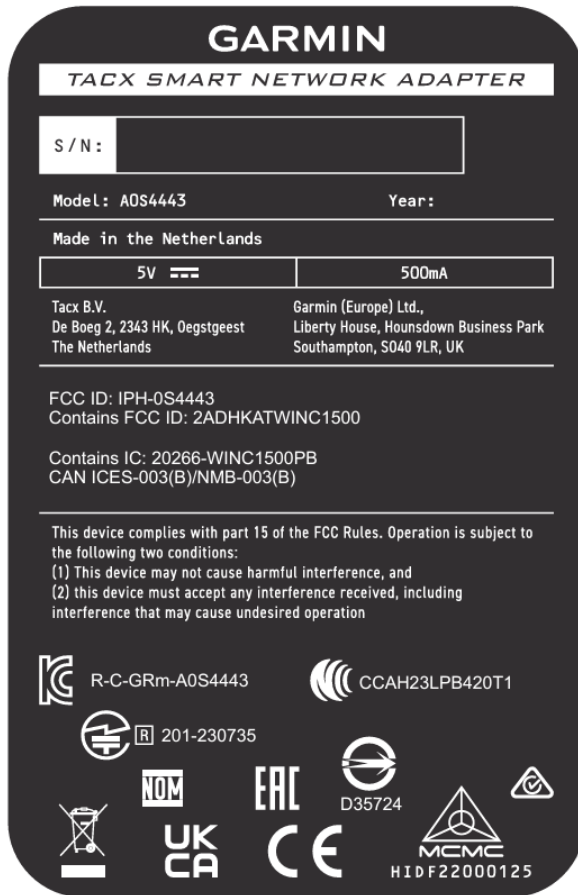 GARMIN
TACX SMART NETWORK ADAPTER
S/N:
Model: A0S4443 Year:
Made in the Netherlands
5V 500mA
Tacx B.V.
De Boeg 2, 2343 HK, Oegstgeest
The Netherlands
Garmin (Europe) Ltd.,
Liberty House, Hounsdown Business Park
Southampton, SO40 9LR, UK
FCC ID: IPH-0S4443
Contains FCC ID: 2ADHKATWINC1500
Contains IC: 20266-WINC1500PB
CAN ICES-003(B)/NMB-003(B)
This device complies with part 15 of the FCC Rules. Operation is subject to
the following two conditions:
(1) This device may not cause harmful interference, and
(2) this device must accept any interference received, including
interference that may cause undesired operation
R-C-GRm-A0S4443
CCAH23LPB420T1
R 201-230735
NOM
EAC
D35724
UK
CA
CE
MCMC
HIDF22000125